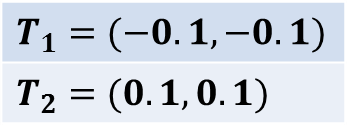 T₁ = (−0.1,−0.1)
T₂ = (0.1,0.1)